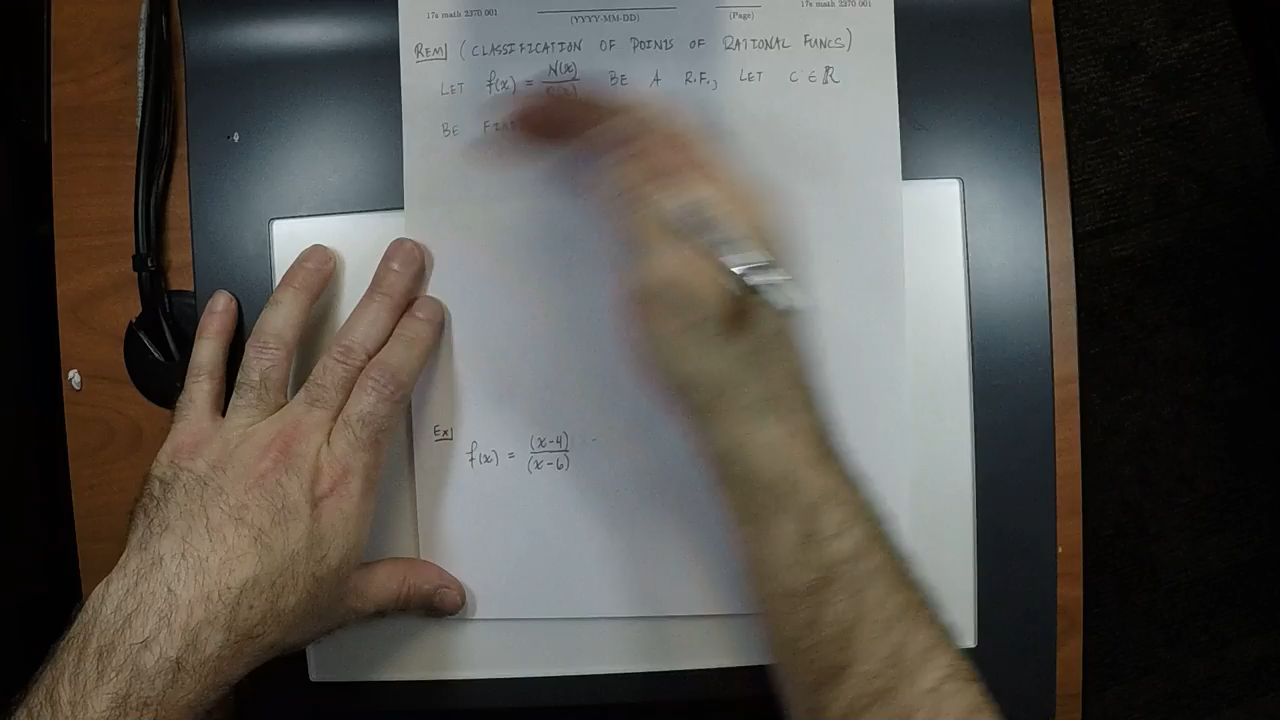 17s math 2370 001 (YYYY-MM-DD) (Page) 17s math 2370 001
REM (CLASSIFICATION OF POINTS OF RATIONAL FUNCS)
LET f(x) = N(x) BE A R.F., LET C ∈ ℝ
BE
Ex
f(x) = (x-4)/(x-6)